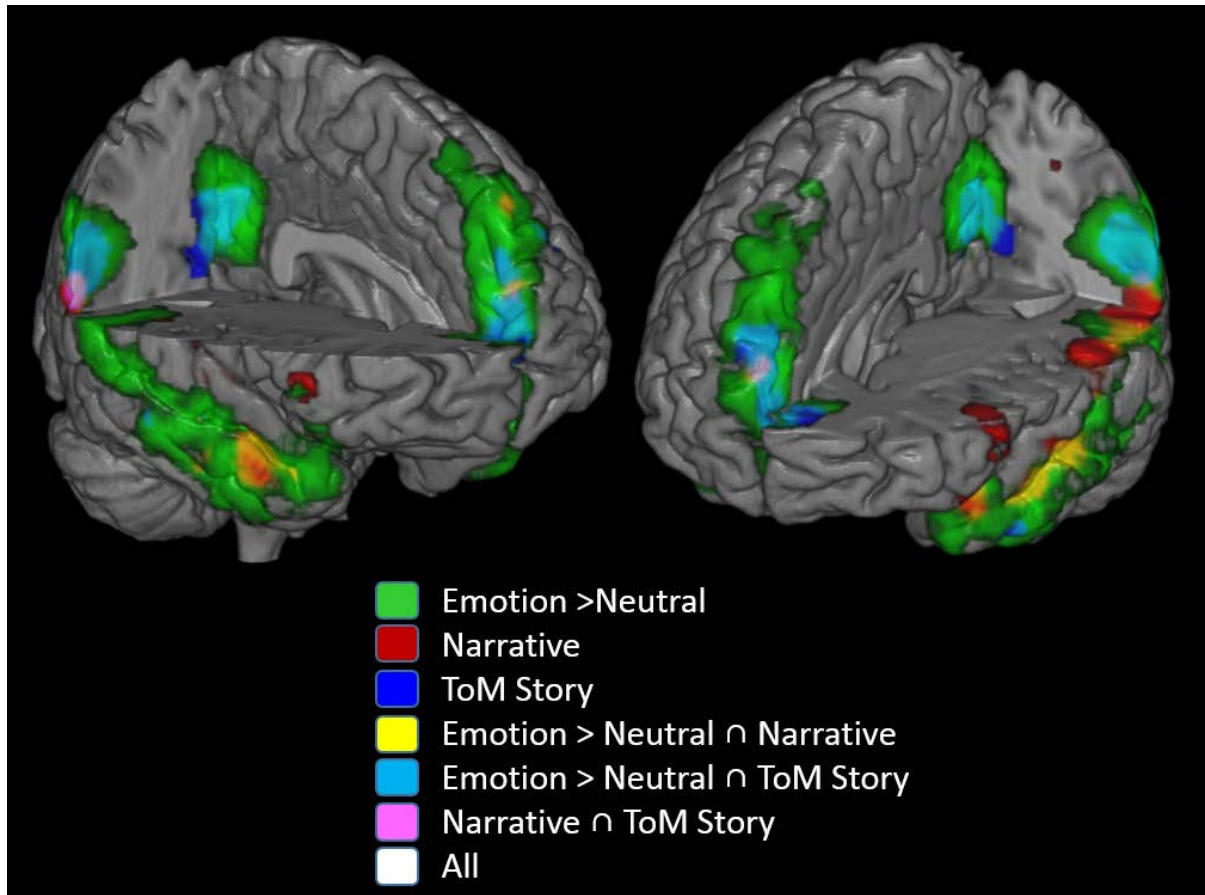 Emotion >Neutral
Narrative
ToM Story
Emotion > Neutral ∩ Narrative
Emotion > Neutral ∩ ToM Story
Narrative ∩ ToM Story
All